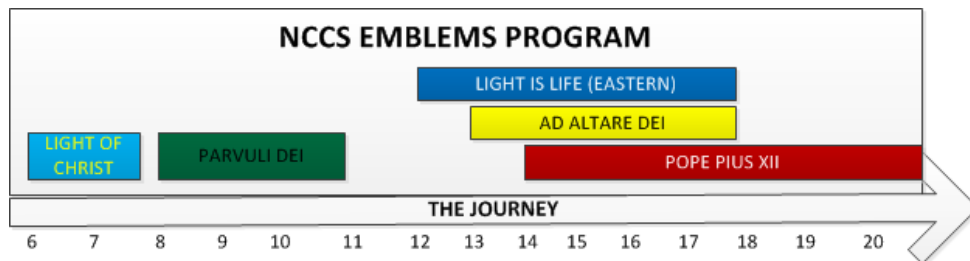 NCCS EMBLEMS PROGRAM
LIGHT IS LIFE (EASTERN)
AD ALTARE DEI
LIGHT OF
CHRIST
PARVULI DEI
POPE PIUS XII
THE JOURNEY
6 7 8 9 10 11 12 13 14 15 16 17 18 19 20